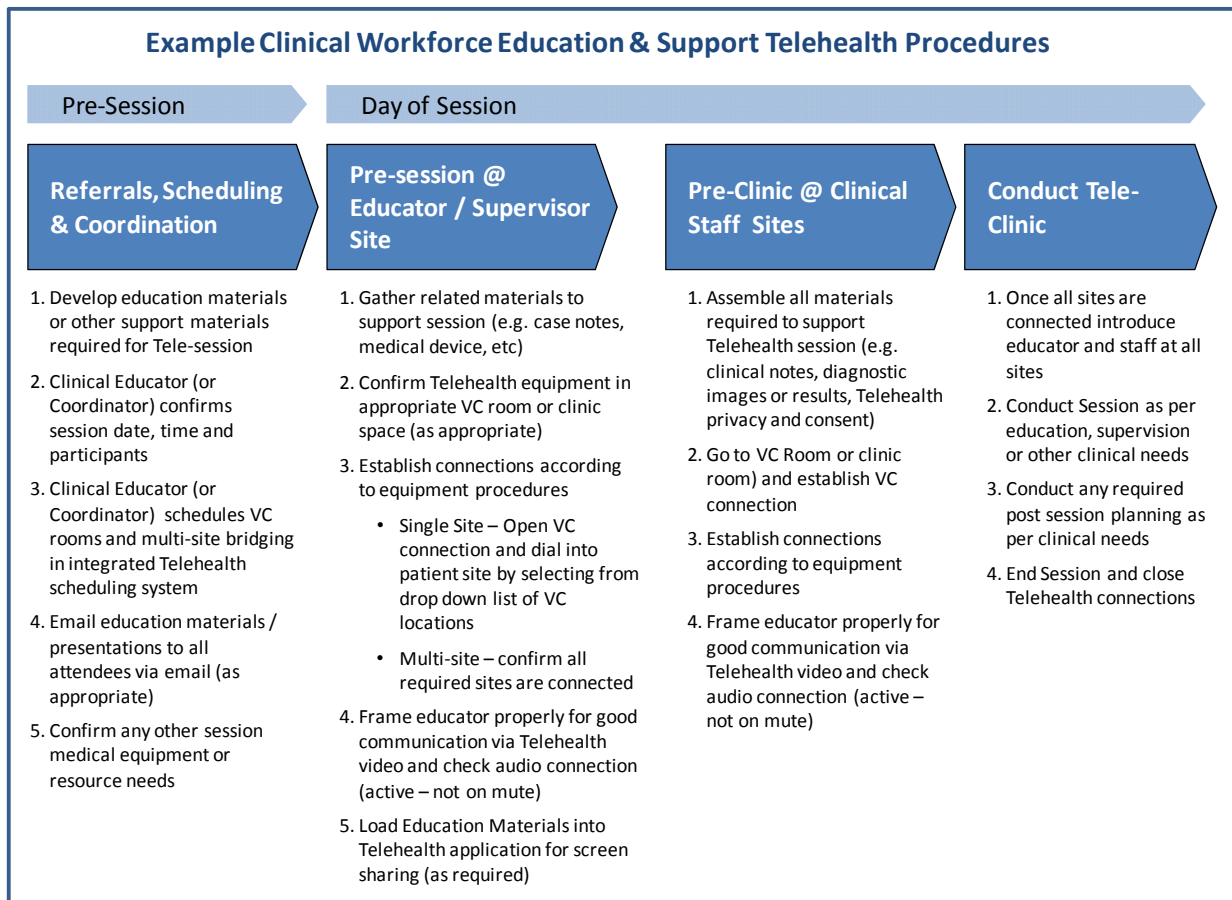 Example Clinical Workforce Education & Support Telehealth Procedures
Pre-Session
Day of Session
Referrals, Scheduling
& Coordination
1. Develop education materials
or other support materials
required for Tele-session
2. Clinical Educator (or
Coordinator) confirms
session date, time and
participants
3. Clinical Educator (or
Coordinator) schedules VC
rooms and multi-site bridging
in integrated Telehealth
scheduling system
4. Email education materials /
presentations to all
attendees via email (as
appropriate)
5. Confirm any other session
medical equipment or
resource needs
Pre-session @
Educator / Supervisor
Site
1. Gather related materials to
support session (e.g. case notes,
medical device, etc)
2. Confirm Telehealth equipment in
appropriate VC room or clinic
space (as appropriate)
3. Establish connections according
to equipment procedures
• Single Site – Open VC
connection and dial into
patient site by selecting from
drop down list of VC
locations
• Multi-site – confirm all
required sites are connected
4. Frame educator properly for good
communication via Telehealth
video and check audio connection
(active – not on mute)
5. Load Education Materials into
Telehealth application for screen
sharing (as required)
Pre-Clinic @ Clinical
Staff Sites
1. Assemble all materials
required to support
Telehealth session (e.g.
clinical notes, diagnostic
images or results, Telehealth
privacy and consent)
2. Go to VC Room or clinic
room) and establish VC
connection
3. Establish connections
according to equipment
procedures
4. Frame educator properly for
good communication via
Telehealth video and check
audio connection (active –
not on mute)
Conduct Tele-
Clinic
1. Once all sites are
connected introduce
educator and staff at all
sites
2. Conduct Session as per
education, supervision
or other clinical needs
3. Conduct any required
post session planning as
per clinical needs
4. End Session and close
Telehealth connections